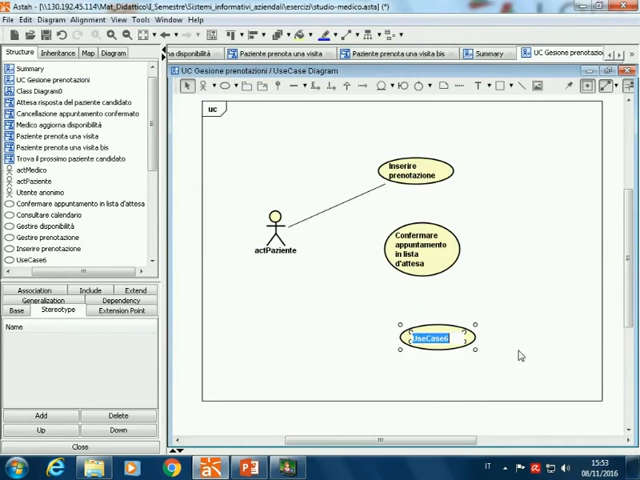 Astah - [\\130.192.45.114\Mat_Didattico\I_Semestre\Sistemi_informativi_aziendali\esercizi\studio-medico.asta *]
File Edit Diagram Alignment View Tools Window Help
Structure Inheritance Map Diagram
ma disponibilità Paziente prenota una visita Paziente prenota una visita bis Summary UC Gesione prenotazioni
Summary
UC Gesione prenotazioni
Class Diagram0
Attesa risposta del paziente candidato
Cancellazione appuntamento confermato
Medico aggiorna disponibilità
Paziente prenota una visita
Paziente prenota una visita bis
Trova il prossimo paziente candidato
actMedico
actPaziente
Utente anonimo
Confermare appuntamento in lista d'attesa
Consultare calendario
Gestire disponibilità
Gestire prenotazione
Inserire prenotazione
UseCase6
Association Include Extend
Generalization Dependency
Base Stereotype Extension Point
Name
Add Delete
Up Down
Close
UC Gesione prenotazioni / UseCase Diagram
uc
Inserire
prenotazione
actPaziente
Confermare
appuntamento
in lista
d'attesa
UseCase6
IT
15:53
08/11/2016